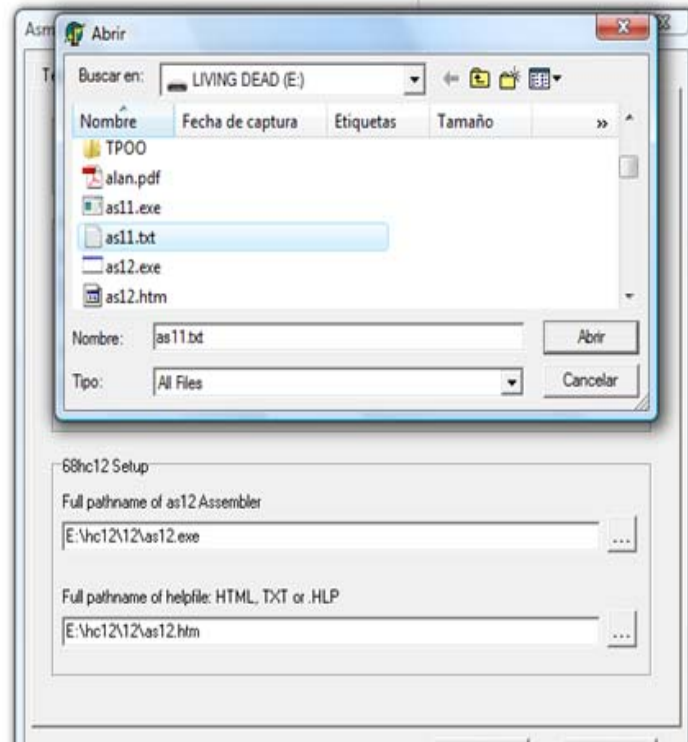 Asm
Abrir
Te
Buscar en:
LIVING DEAD (E:)
Nombre Fecha de captura Etiquetas Tamaño »
TPOO
alan.pdf
as11.exe
as11.txt
as12.exe
as12.htm
Nombre: as11.txt Abrir
Tipo: All Files Cancelar
68hc12 Setup
Full pathname of as12 Assembler
E:\hc12\12\as12.exe ...
Full pathname of helpfile: HTML, TXT or .HLP
E:\hc12\12\as12.htm ...